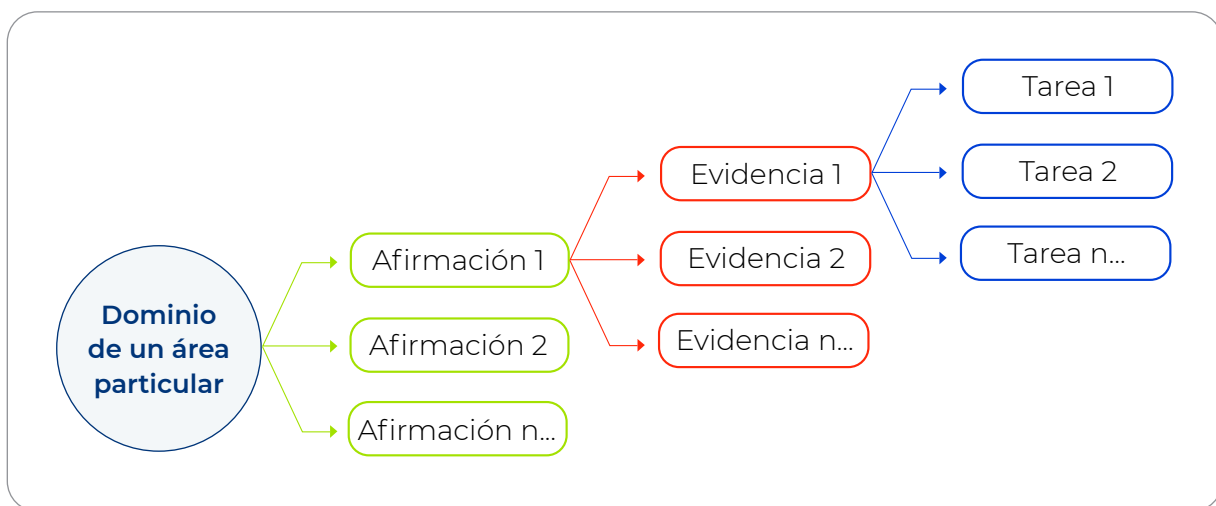 Dominio
de un área
particular
Afirmación 1
Afirmación 2
Afirmación n...
Evidencia 1
Evidencia 2
Evidencia n...
Tarea 1
Tarea 2
Tarea n...